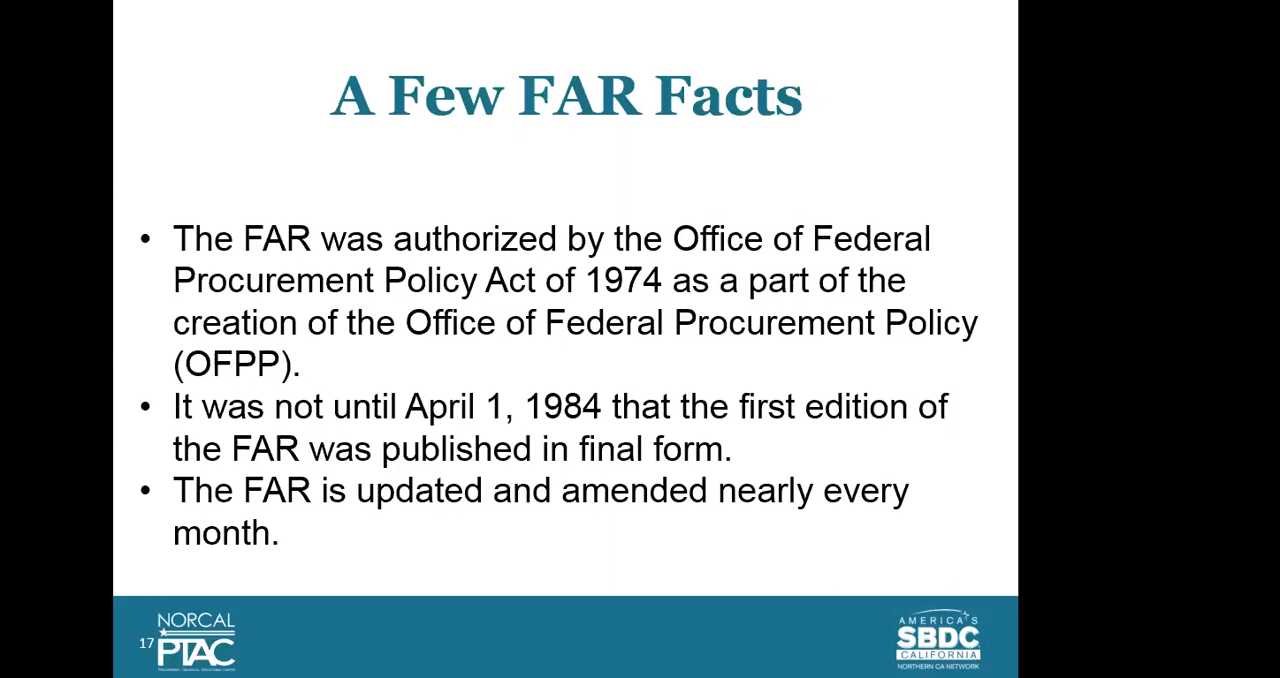 A Few FAR Facts
• The FAR was authorized by the Office of Federal
Procurement Policy Act of 1974 as a part of the
creation of the Office of Federal Procurement Policy
(OFPP).
• It was not until April 1, 1984 that the first edition of
the FAR was published in final form.
• The FAR is updated and amended nearly every
month.
17
NORCAL
PTAC
AMERICA'S
SBDC
CALIFORNIA
NORTHERN CA NETWORK